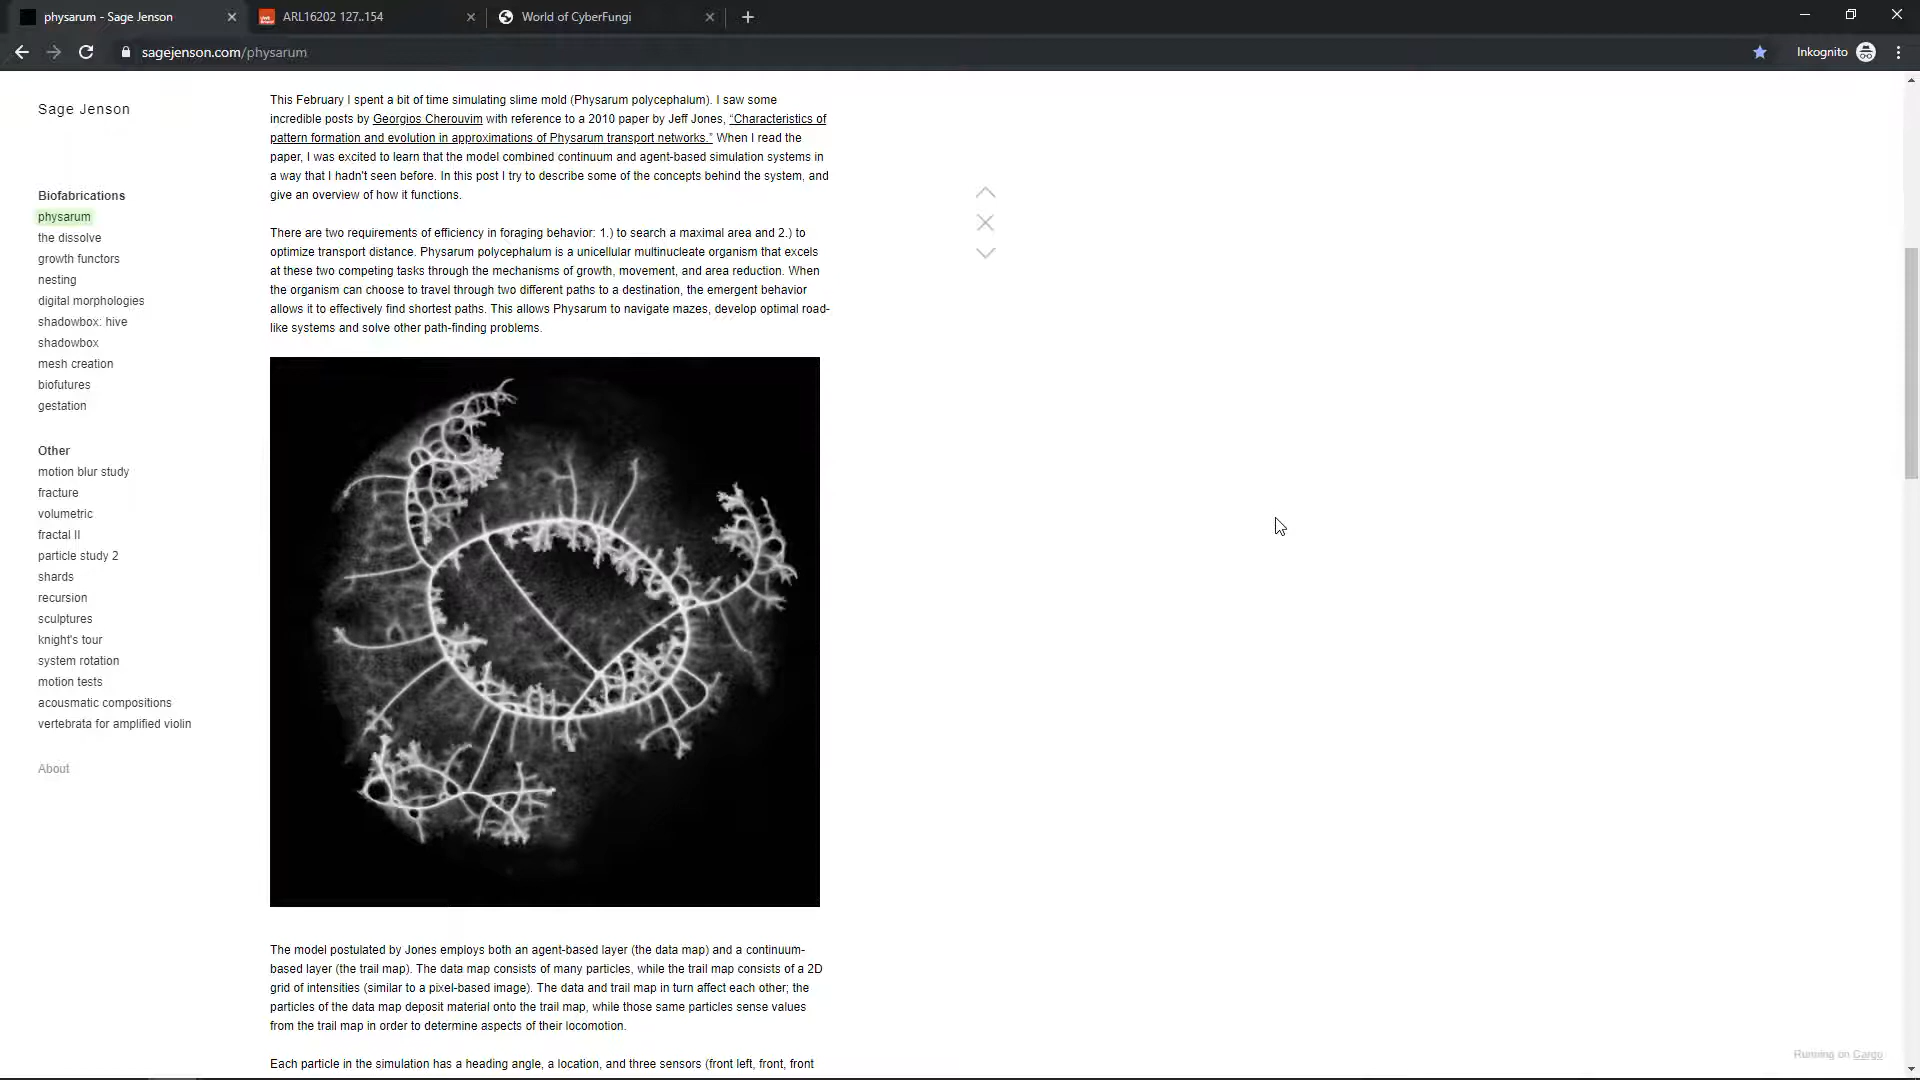 physarum - Sage Jenson
ARL16202 127..154
World of CyberFungi
sagejenson.com/physarum
Inkognito
Sage Jenson
Biofabrications
physarum
the dissolve
growth functors
nesting
digital morphologies
shadowbox: hive
shadowbox
mesh creation
biofutures
gestation
Other
motion blur study
fracture
volumetric
fractal II
particle study 2
shards
recursion
sculptures
knight's tour
system rotation
motion tests
acousmatic compositions
vertebrata for amplified violin
About
This February I spent a bit of time simulating slime mold (Physarum polycephalum). I saw some
incredible posts by Georgios Cherouvim with reference to a 2010 paper by Jeff Jones, “Characteristics of
pattern formation and evolution in approximations of Physarum transport networks.” When I read the
paper, I was excited to learn that the model combined continuum and agent-based simulation systems in
a way that I hadn't seen before. In this post I try to describe some of the concepts behind the system, and
give an overview of how it functions.
There are two requirements of efficiency in foraging behavior: 1.) to search a maximal area and 2.) to
optimize transport distance. Physarum polycephalum is a unicellular multinucleate organism that excels
at these two competing tasks through the mechanisms of growth, movement, and area reduction. When
the organism can choose to travel through two different paths to a destination, the emergent behavior
allows it to effectively find shortest paths. This allows Physarum to navigate mazes, develop optimal road-
like systems and solve other path-finding problems.
The model postulated by Jones employs both an agent-based layer (the data map) and a continuum-
based layer (the trail map). The data map consists of many particles, while the trail map consists of a 2D
grid of intensities (similar to a pixel-based image). The data and trail map in turn affect each other; the
particles of the data map deposit material onto the trail map, while those same particles sense values
from the trail map in order to determine aspects of their locomotion.
Each particle in the simulation has a heading angle, a location, and three sensors (front left, front, front
Running on Cargo